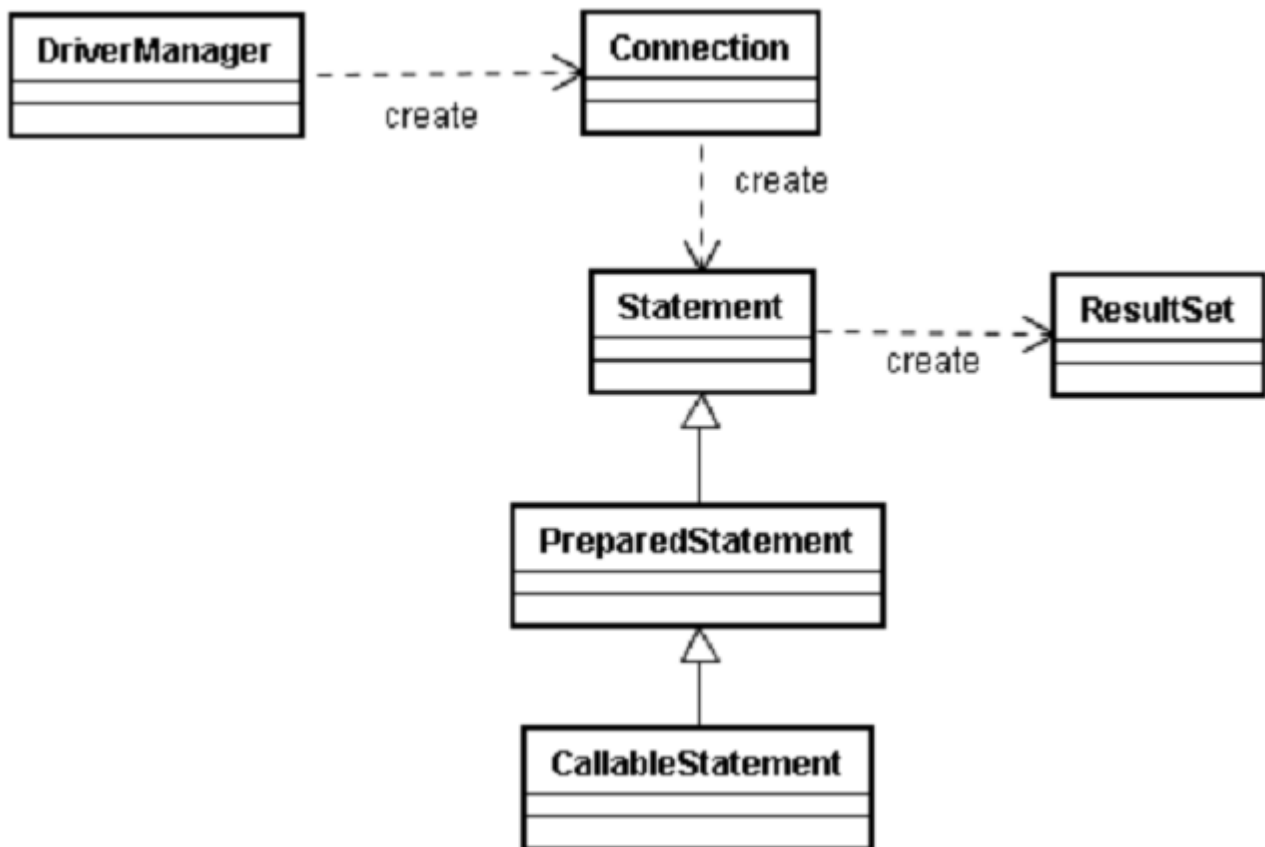 DriverManager
Connection
create
create
Statement
ResultSet
create
PreparedStatement
CallableStatement